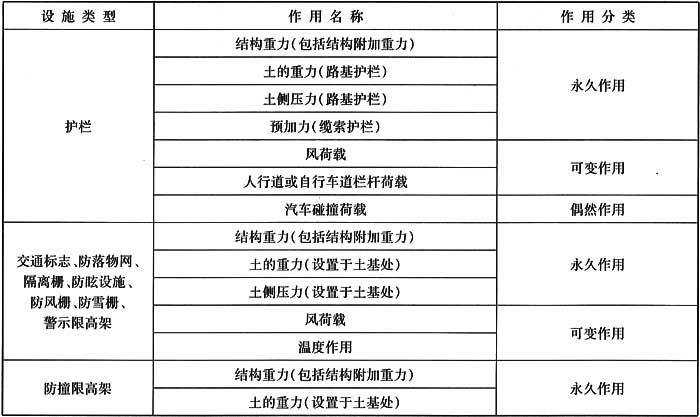 设施类型 作用名称 作用分类
护栏 结构重力(包括结构附加重力) 永久作用
土的重力(路基护栏)
土侧压力(路基护栏)
预加力(缆索护栏)
风荷载 可变作用
人行道或自行车道栏杆荷载
汽车碰撞荷载 偶然作用
交通标志、防落物网、
隔离栅、防眩设施、
防风栅、防雪栅、
警示限高架
结构重力(包括结构附加重力) 永久作用
土的重力(设置于土基处)
土侧压力(设置于土基处)
风荷载 可变作用
温度作用
防撞限高架 结构重力(包括结构附加重力) 永久作用
土的重力(设置于土基处)